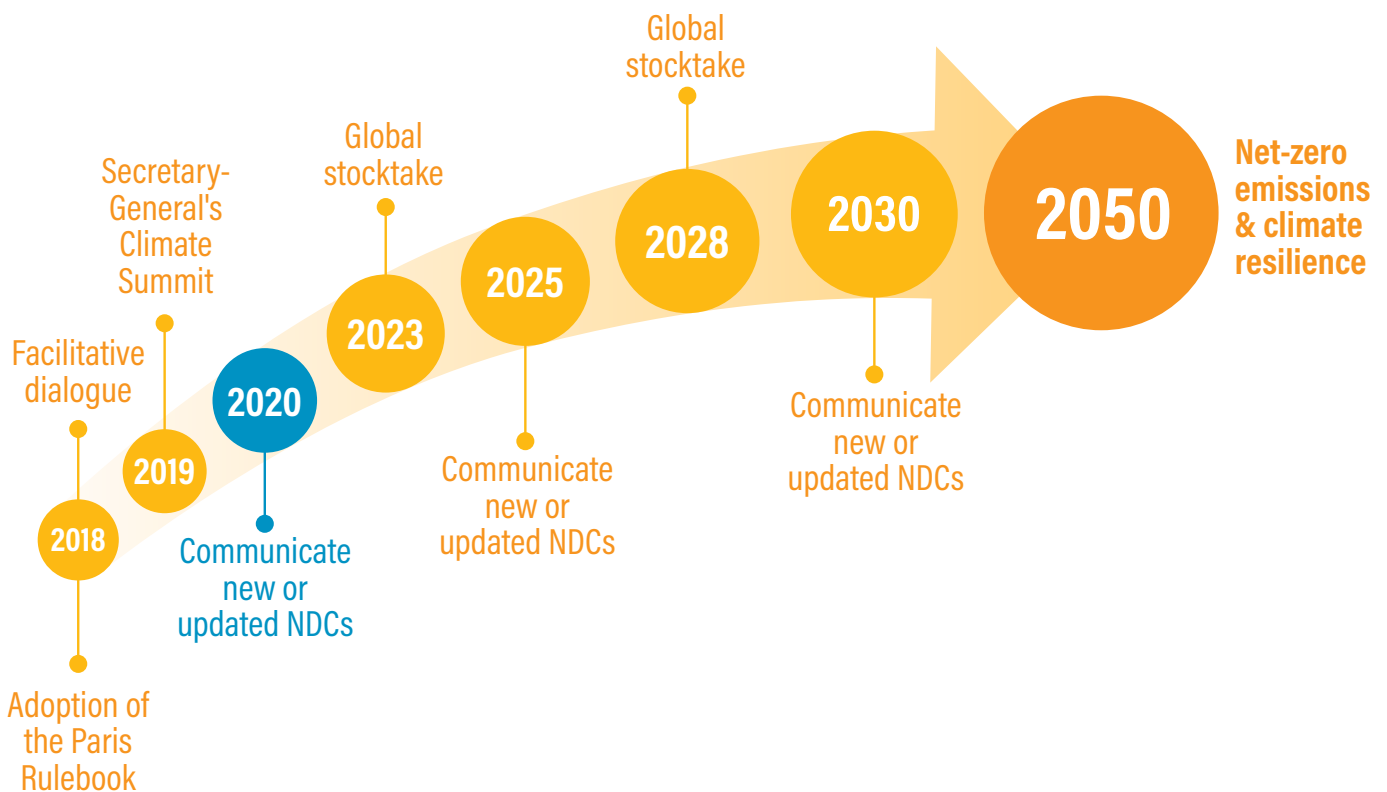 Facilitative
dialogue
2018
Adoption of
the Paris
Rulebook
Secretary-
General's
Climate
Summit
2019
2020
Communicate
new or
updated NDCs
Global
stocktake
2023
2025
Communicate
new or
updated NDCs
Global
stocktake
2028
2030
Communicate
new or
updated NDCs
2050
Net-zero
emissions
& climate
resilience